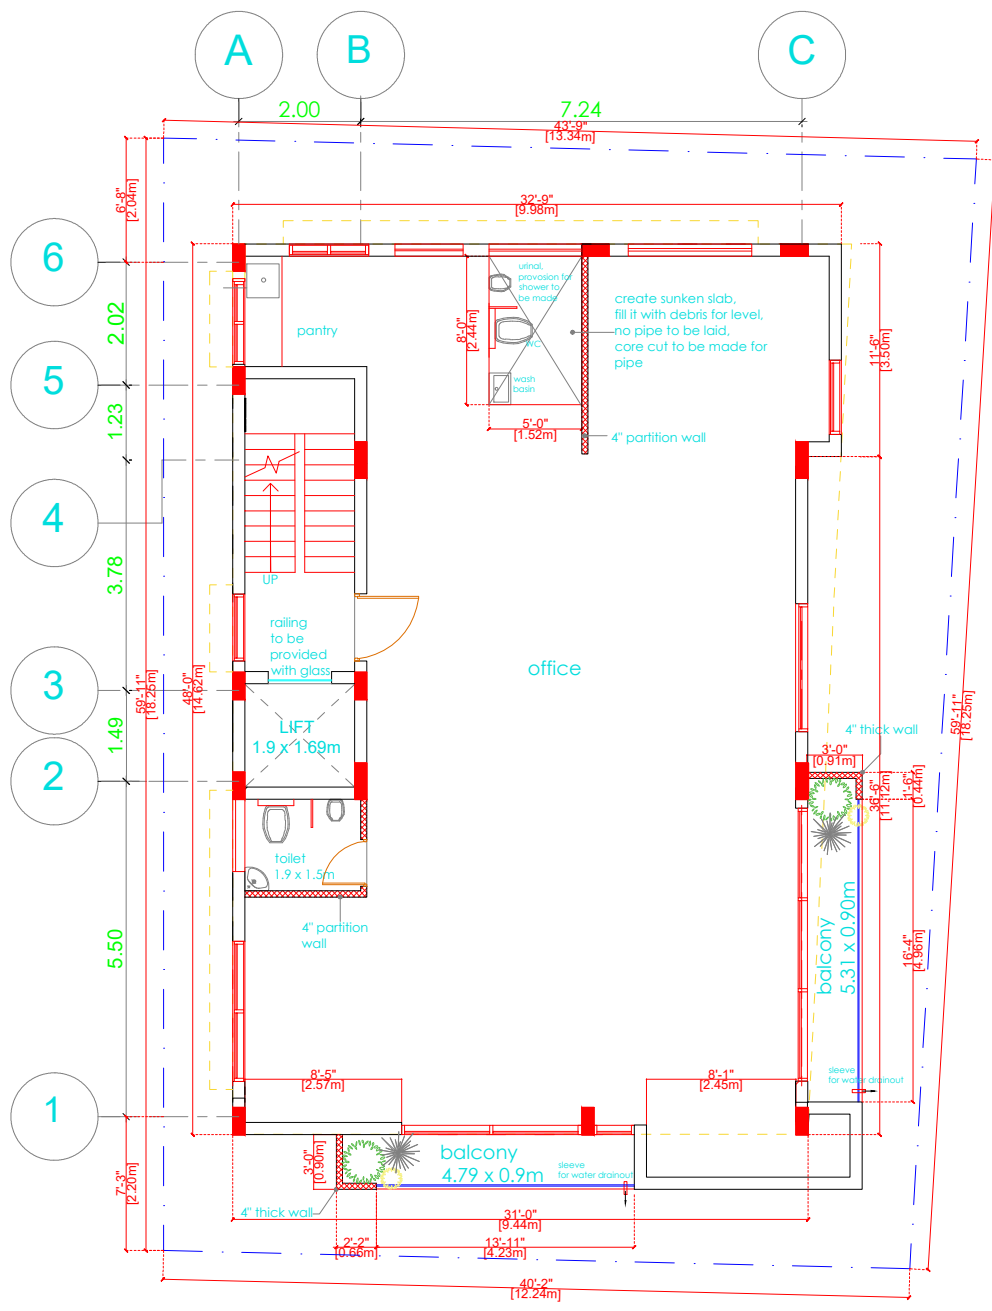 A
B
C
2.00
7.24
43'-9"
[13.34m]
6'-8"
[2.04m]
32'-9"
[9.98m]
6
2.02
5
1.23
4
3.78
3
1.49
2
5.50
1
urinal,
provosion for
shower to
be made
8'-0"
[2.44m]
WC
wash
basin
5'-0"
[1.52m]
pantry
create sunken slab,
fill it with debris for level,
no pipe to be laid,
core cut to be made for
pipe
4" partition wall
11'-6"
[3.50m]
UP
railing
to be
provided
with glass
office
59'-11"
[18.25m]
48'-0"
[14.62m]
LIFT
1.9 x 1.69m
59'-11"
[18.25m]
4" thick wall
3'-0"
[0.91m]
36'-6"
[11.12m]
1'-6"
[0.44m]
toilet
1.9 x 1.5m
4" partition
wall
balcony
5.31 x 0.90m
16'-4"
[4.96m]
8'-5"
[2.57m]
8'-1"
[2.45m]
sleeve
for water drainout
balcony
4.79 x 0.9m
sleeve
for water drainout
3'-0"
[0.90m]
7'-3"
[2.20m]
4" thick wall
31'-0"
[9.44m]
2'-2"
[0.66m]
13'-11"
[4.23m]
40'-2"
[12.24m]